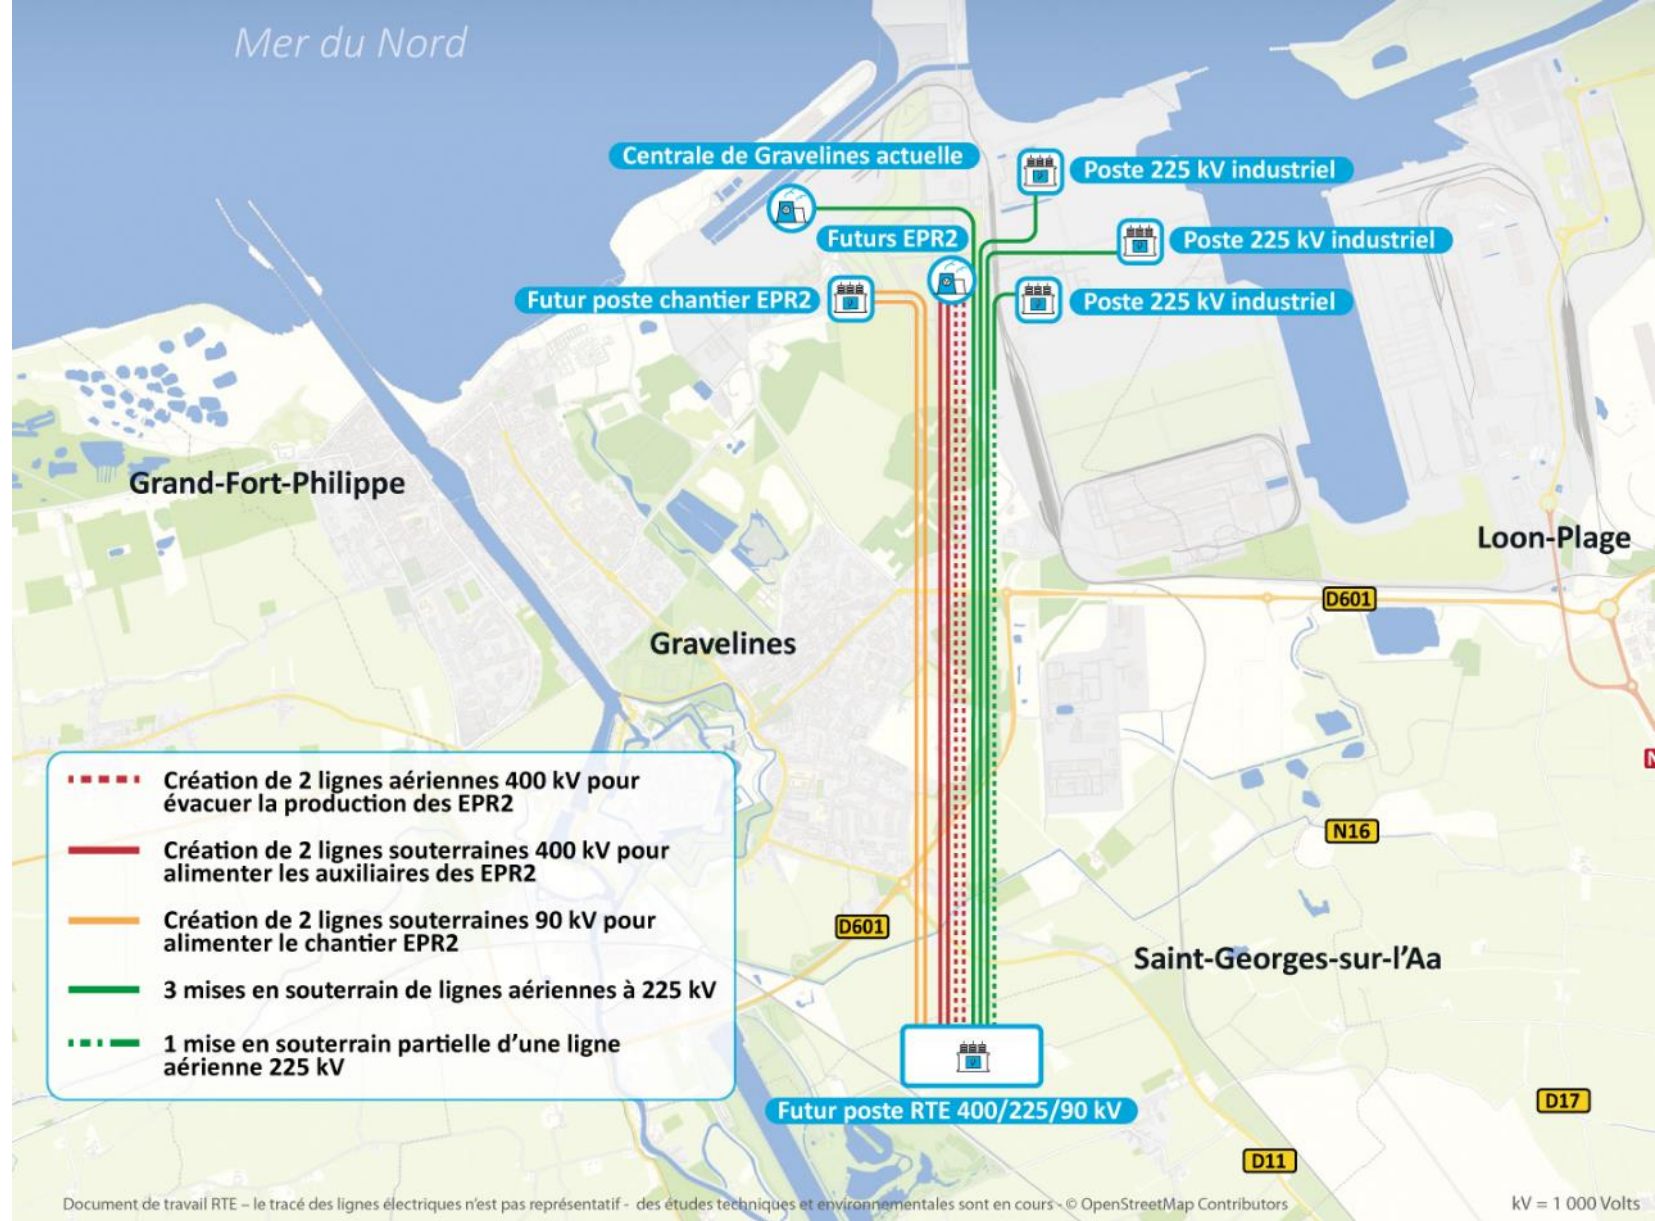 Mer du Nord
Centrale de Gravelines actuelle
Poste 225 kV industriel
Futurs EPR2
Poste 225 kV industriel
Futur poste chantier EPR2
Poste 225 kV industriel
Grand-Fort-Philippe
Loon-Plage
D601
Gravelines
N
Création de 2 lignes aériennes 400 kV pour
évacuer la production des EPR2
Création de 2 lignes souterraines 400 kV pour
alimenter les auxiliaires des EPR2
Création de 2 lignes souterraines 90 kV pour
alimenter le chantier EPR2
3 mises en souterrain de lignes aériennes à 225 kV
1 mise en souterrain partielle d'une ligne
aérienne 225 kV
N16
D601
Saint-Georges-sur-l'Aa
Futur poste RTE 400/225/90 kV
D17
D11
Document de travail RTE – le tracé des lignes électriques n'est pas représentatif - des études techniques et environnementales sont en cours - © OpenStreetMap Contributors
kV = 1 000 Volts